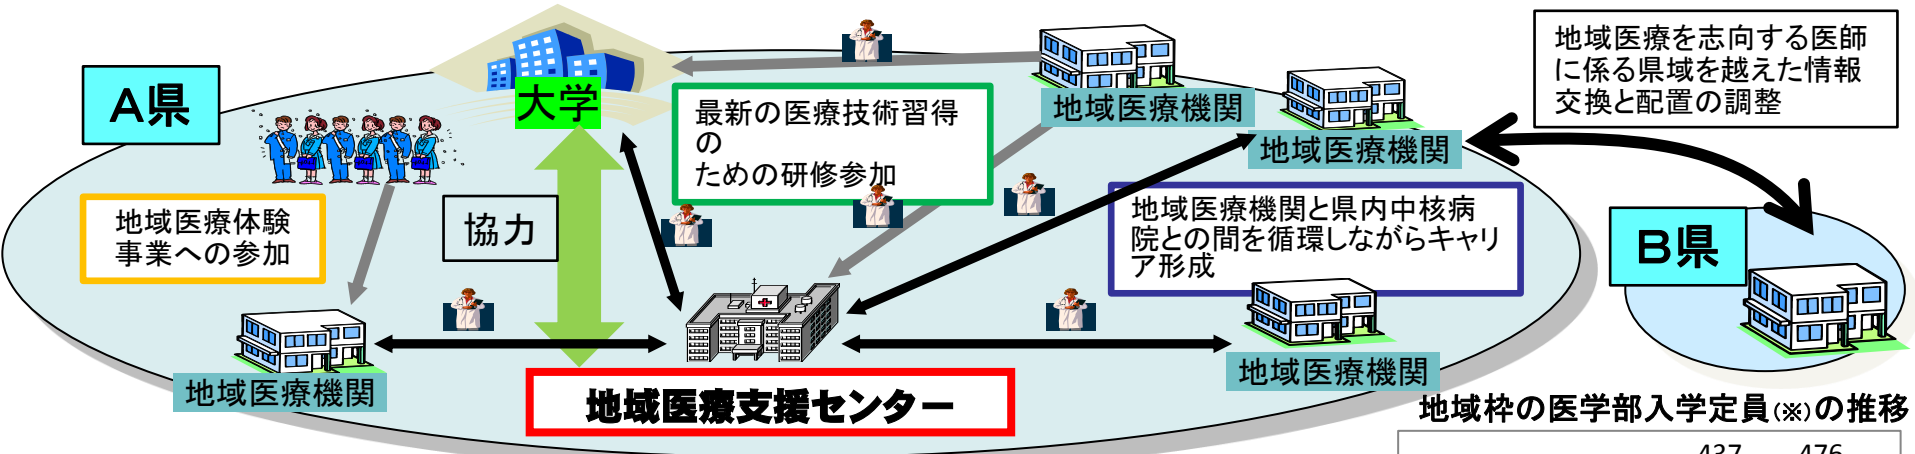 A県
大学
最新の医療技術習得
の
ための研修参加
地域医療機関
地域医療機関
地域医療を志向する医師
に係る県域を越えた情報
交換と配置の調整
地域医療体験
事業への参加
協力
地域医療機関と県内中核病
院との間を循環しながらキャリ
ア形成
B県
地域医療機関
地域医療支援センター
地域医療機関
地域枠の医学部入学定員(※)の推移
437 476